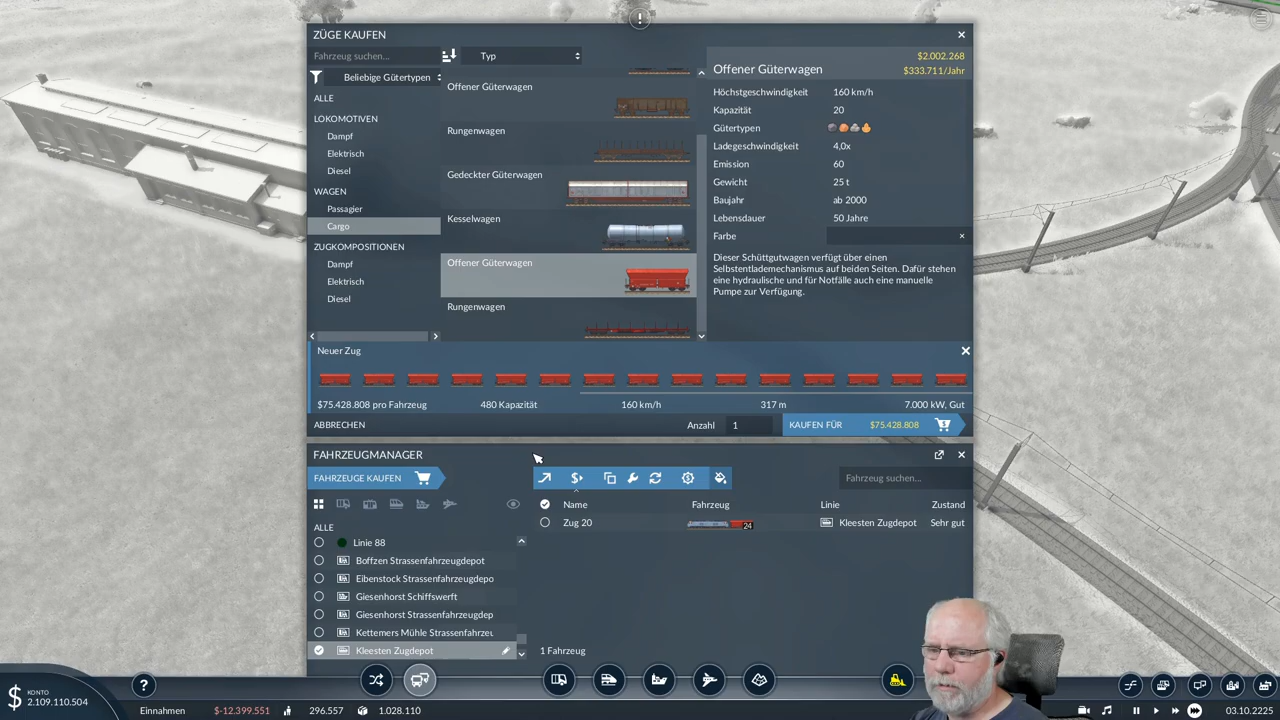 ZÜGE KAUFEN
Fahrzeug suchen...
Typ
Beliebige Gütertypen
ALLE
LOKOMOTIVEN
Dampf
Elektrisch
Diesel
WAGEN
Passagier
Cargo
ZUGKOMPOSITIONEN
Dampf
Elektrisch
Diesel
Offener Güterwagen
Rungenwagen
Gedeckter Güterwagen
Kesselwagen
Offener Güterwagen
Rungenwagen
$2.002.268
Offener Güterwagen $333.711/Jahr
Höchstgeschwindigkeit 160 km/h
Kapazität 20
Gütertypen
Ladegeschwindigkeit 4,0x
Emission 60
Gewicht 25 t
Baujahr ab 2000
Lebensdauer 50 Jahre
Farbe
Dieser Schüttgutwagen verfügt über einen
Selbstentlademechanismus auf beiden Seiten. Dafür stehen
eine hydraulische und für Notfälle auch eine manuelle
Pumpe zur Verfügung.
Neuer Zug
$75.428.808 pro Fahrzeug 480 Kapazität 160 km/h 317 m 7.000 kW, Gut
ABBRECHEN Anzahl 1 KAUFEN FÜR $75.428.808
FAHRZEUGMANAGER
FAHRZEUGE KAUFEN
Fahrzeug suchen...
ALLE
Linie 88
Boffzen Strassenfahrzeugdepot
Eibenstock Strassenfahrzeugdepo
Giesenhorst Schiffswerft
Giesenhorst Strassenfahrzeugdep
Kettemers Mühle Strassenfahrzeu
Kleesten Zugdepot
Name Fahrzeug Linie Zustand
Zug 20 24 Kleesten Zugdepot Sehr gut
1 Fahrzeug
KONTO
2.109.110.504
Einnahmen $-12.399.551 296.557 1.028.110
03.10.2225